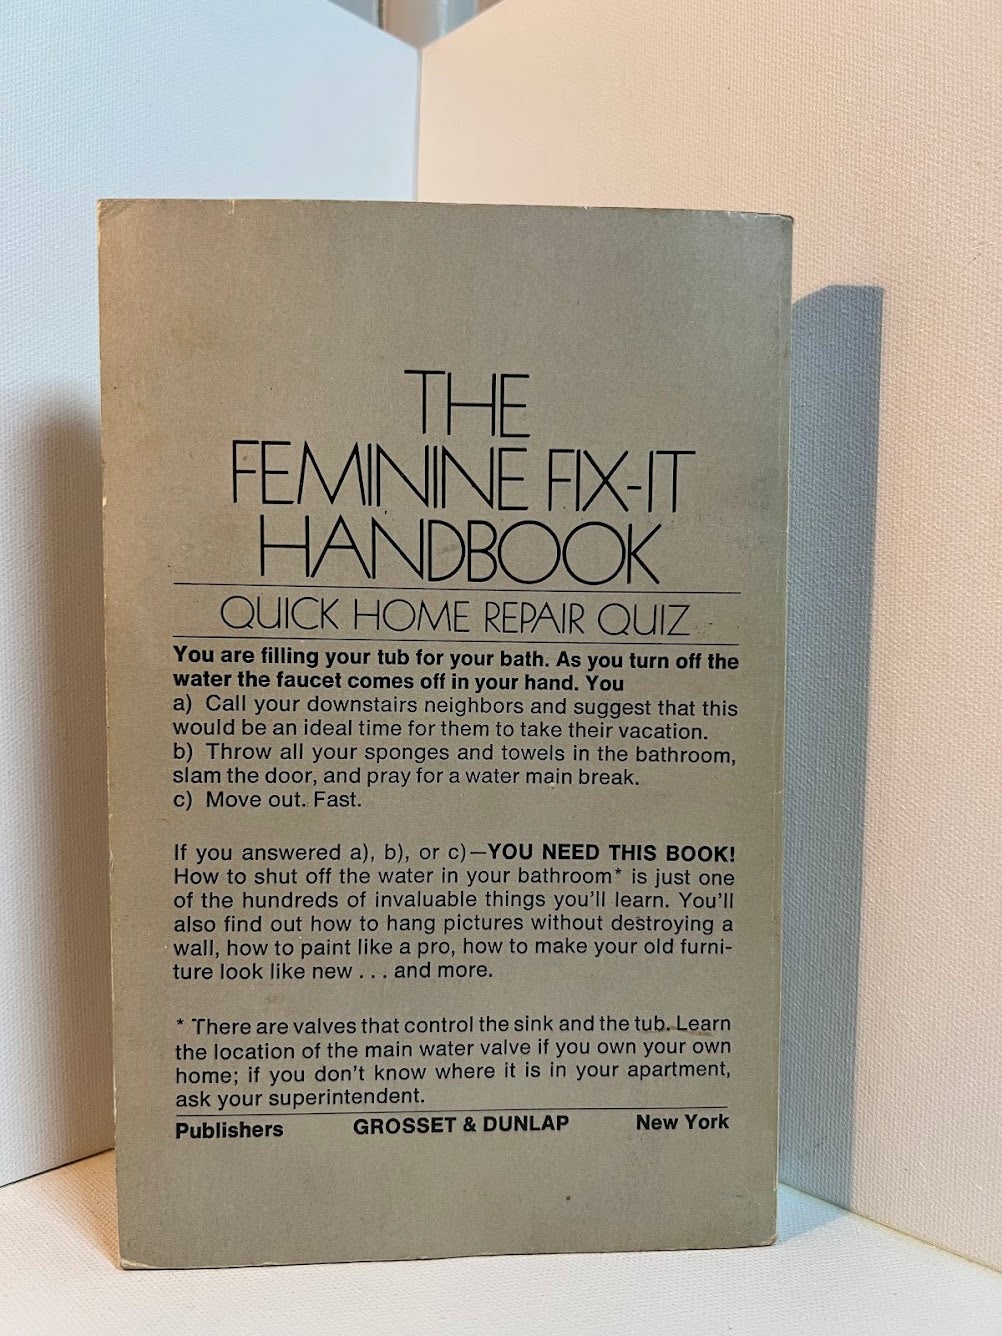 THE
FEMININE FIX-IT
HANDBOOK
QUICK HOME REPAIR QUIZ
You are filling your tub for your bath. As you turn off the
water the faucet comes off in your hand. You
a) Call your downstairs neighbors and suggest that this
would be an ideal time for them to take their vacation.
b) Throw all your sponges and towels in the bathroom,
slam the door, and pray for a water main break.
c) Move out. Fast.
If you answered a), b), or c)—YOU NEED THIS BOOK!
How to shut off the water in your bathroom* is just one
of the hundreds of invaluable things you'll learn. You'll
also find out how to hang pictures without destroying a
wall, how to paint like a pro, how to make your old furni-
ture look like new . . . and more.
* There are valves that control the sink and the tub. Learn
the location of the main water valve if you own your own
home; if you don't know where it is in your apartment,
ask your superintendent.
Publishers GROSSET & DUNLAP New York